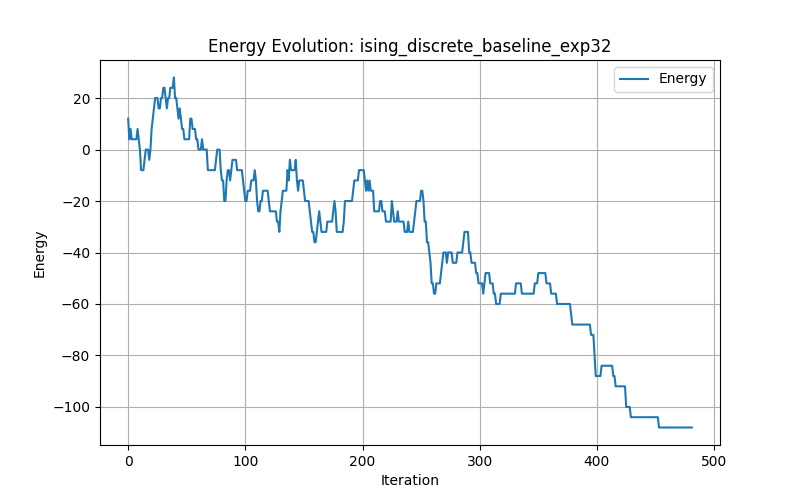 Energy Evolution: ising_discrete_baseline_exp32
Energy
20
0
−20
−40
−60
−80
−100
Energy
0 100 200 300 400 500
Iteration